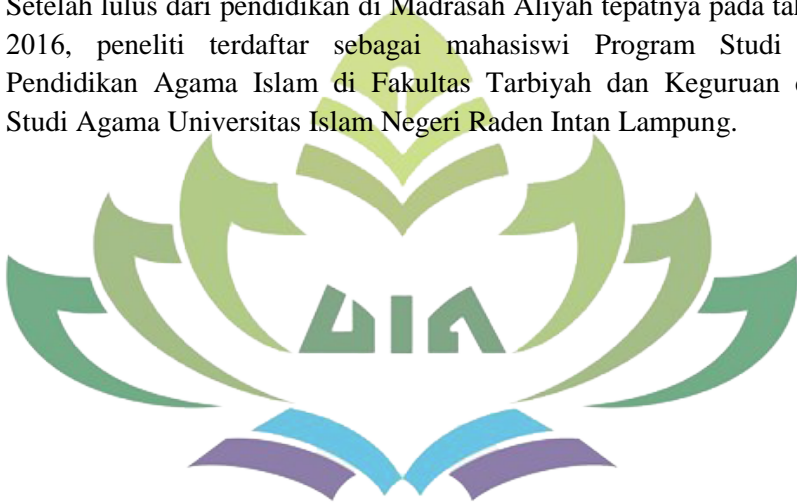 Setelah lulus dari pendidikan di Madrasah Aliyah tepatnya pada
2016, peneliti terdaftar sebagai mahasiswi Program Studi
Pendidikan Agama Islam di Fakultas Tarbiyah dan Keguruan
Studi Agama Universitas Islam Negeri Raden Intan Lampung.
UIN